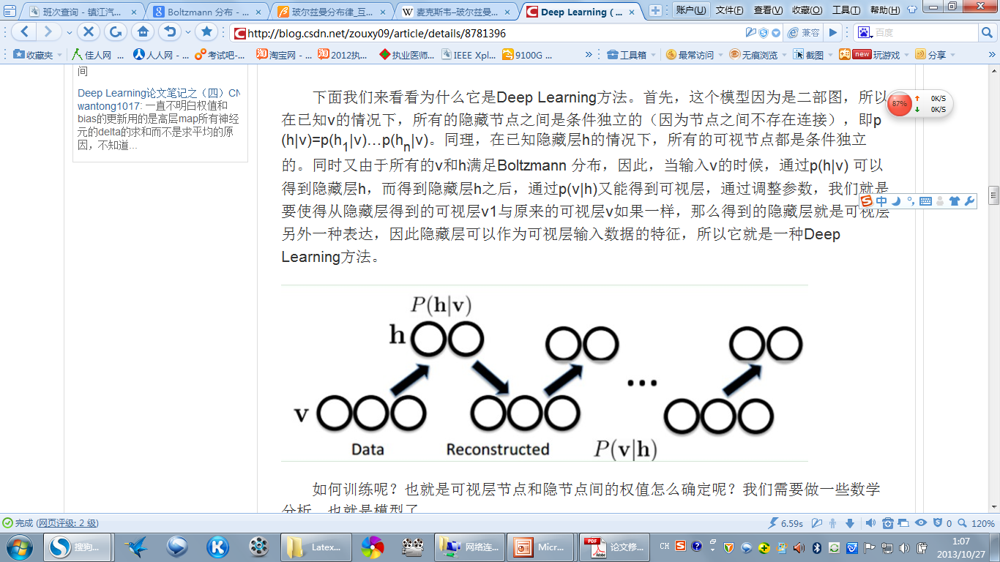 班次查询 - 镇江汽...
Boltzmann 分布 - ...
玻尔兹曼分布律_互...
麦克斯韦–玻尔兹曼...
Deep Learning ( ...
账户(U)
文件(F)
查看(V)
收藏(O)
工具(T)
帮助(H)
http://blog.csdn.net/zouxy09/article/details/8781396
兼容
百度
收藏夹
佳人网 ...
人人网 - ...
考试吧-...
淘宝网 - ...
2012执...
执业医师...
IEEE Xpl...
9100G ...
»
工具箱
最常访问
无痕浏览
截图
new 玩游戏
分享
»
间
Deep Learning论文笔记之（四）CN
wantong1017: 一直不明白权值和
bias的更新用的是高层map所有神经
元的delta的求和而不是求平均的原
因，不知道...
下面我们来看看为什么它是Deep Learning方法。首先，这个模型因为是二部图，所以
在已知v的情况下，所有的隐藏节点之间是条件独立的（因为节点之间不存在连接），即p
(h|v)=p(h1|v)…p(hn|v)。同理，在已知隐藏层h的情况下，所有的可视节点都是条件独立
的。同时又由于所有的v和h满足Boltzmann 分布，因此，当输入v的时候，通过p(h|v) 可以
得到隐藏层h，而得到隐藏层h之后，通过p(v|h)又能得到可视层，通过调整参数，我们就是
要使得从隐藏层得到的可视层v1与原来的可视层v如果一样，那么得到的隐藏层就是可视层
另外一种表达，因此隐藏层可以作为可视层输入数据的特征，所以它就是一种Deep
Learning方法。
87%
0K/S
0K/S
中
P(h|v)
h
v
...
Data
Reconstructed
P(v|h)
如何训练呢？也就是可视层节点和隐节点间的权值怎么确定呢？我们需要做一些数学
分析，也就是模型了
完成 (网页评级: 2 级)
6.59s
0
120%
搜狗...
Latex...
网络连...
Micr...
论文修...
CH
1:07
2013/10/27